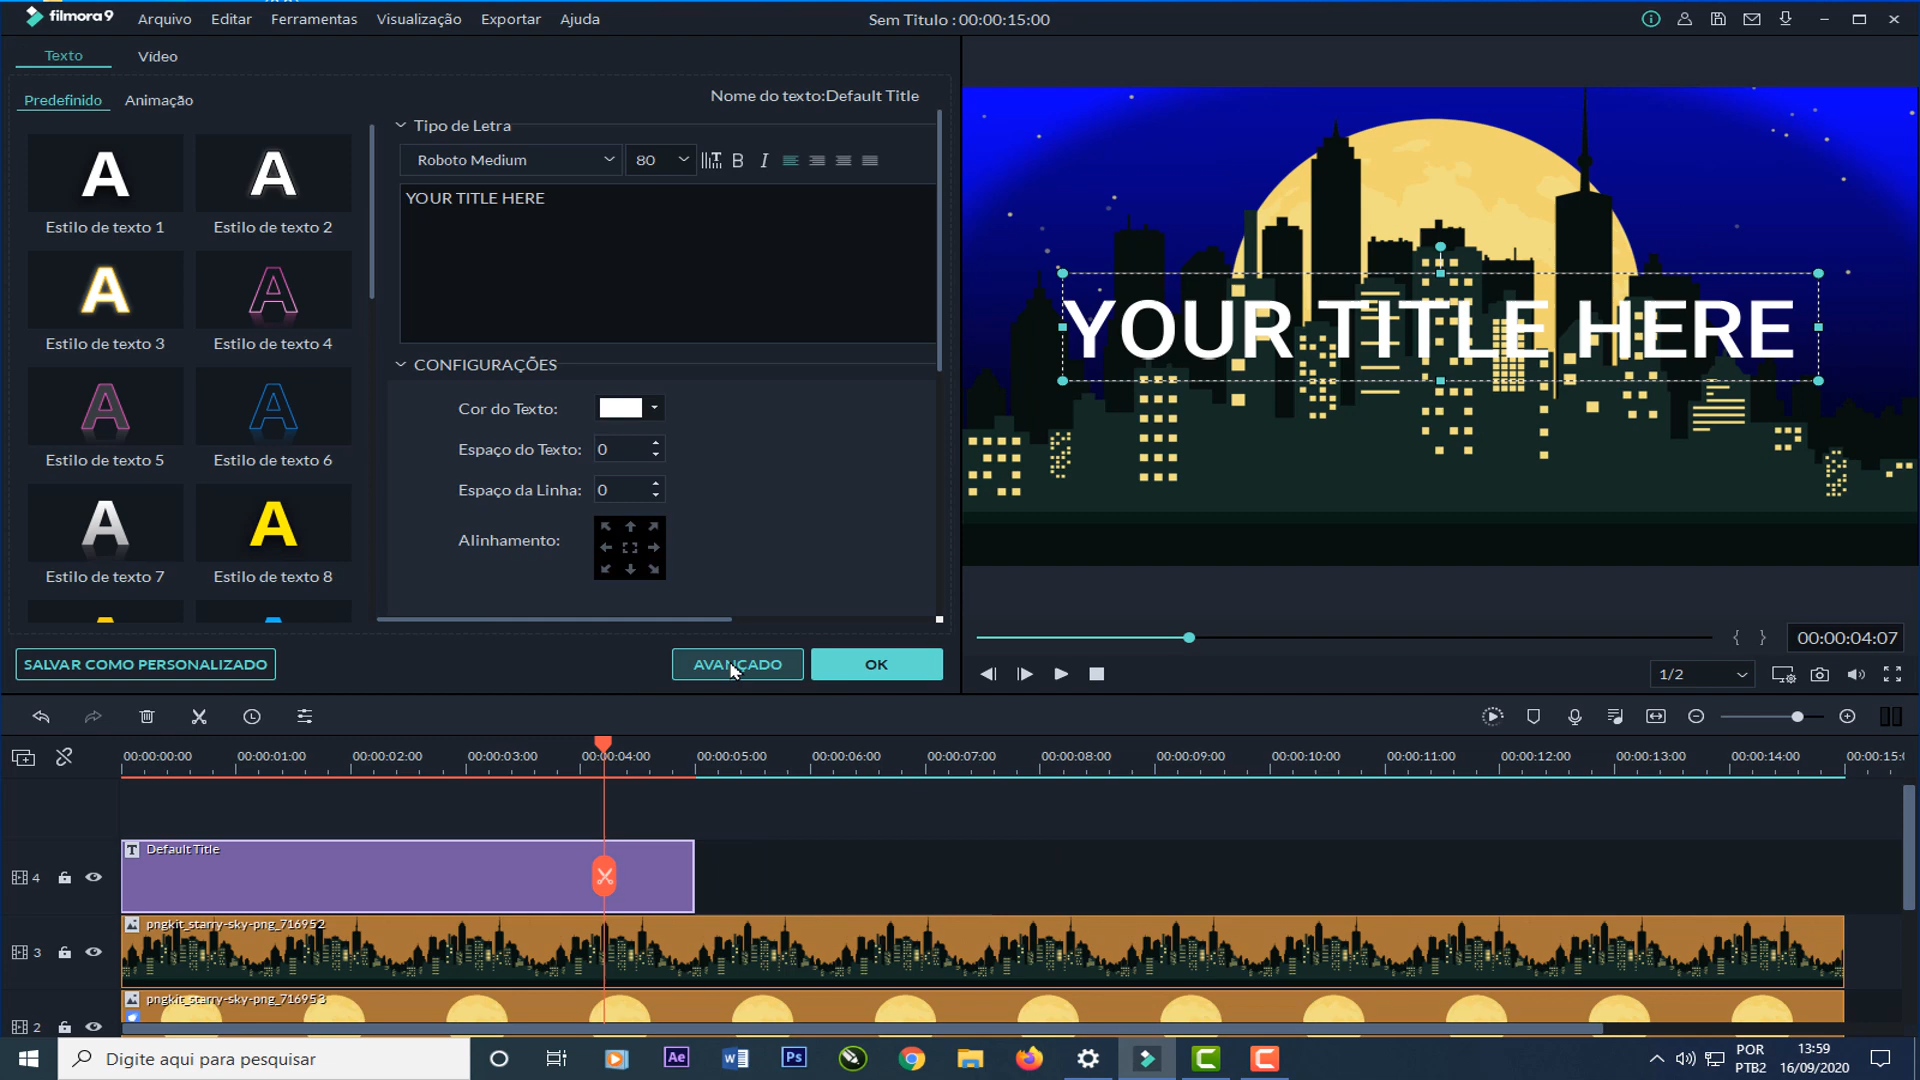 filmora9 Arquivo Editar Ferramentas Visualização Exportar Ajuda Sem Titulo : 00:00:15:00
Texto Vídeo
Predefinido Animação
Nome do texto:Default Title
Tipo de Letra
Roboto Medium 80 B I
YOUR TITLE HERE
Estilo de texto 1 Estilo de texto 2
Estilo de texto 3 Estilo de texto 4
Estilo de texto 5 Estilo de texto 6
Estilo de texto 7 Estilo de texto 8
CONFIGURAÇÕES
Cor do Texto:
Espaço do Texto: 0
Espaço da Linha: 0
Alinhamento:
YOUR TITLE HERE
SALVAR COMO PERSONALIZADO AVANÇADO OK
00:00:04:07
1/2
00:00:00:00 00:00:01:00 00:00:02:00 00:00:03:00 00:00:04:00 00:00:05:00 00:00:06:00 00:00:07:00 00:00:08:00 00:00:09:00 00:00:10:00 00:00:11:00 00:00:12:00 00:00:13:00 00:00:14:00
T Default Title
4
pngkit_starry-sky-png_716952
3
pngkit_starry-sky-png_716953
2
Digite aqui para pesquisar
Ae
W
Ps
POR
PTB2
13:59
16/09/2020